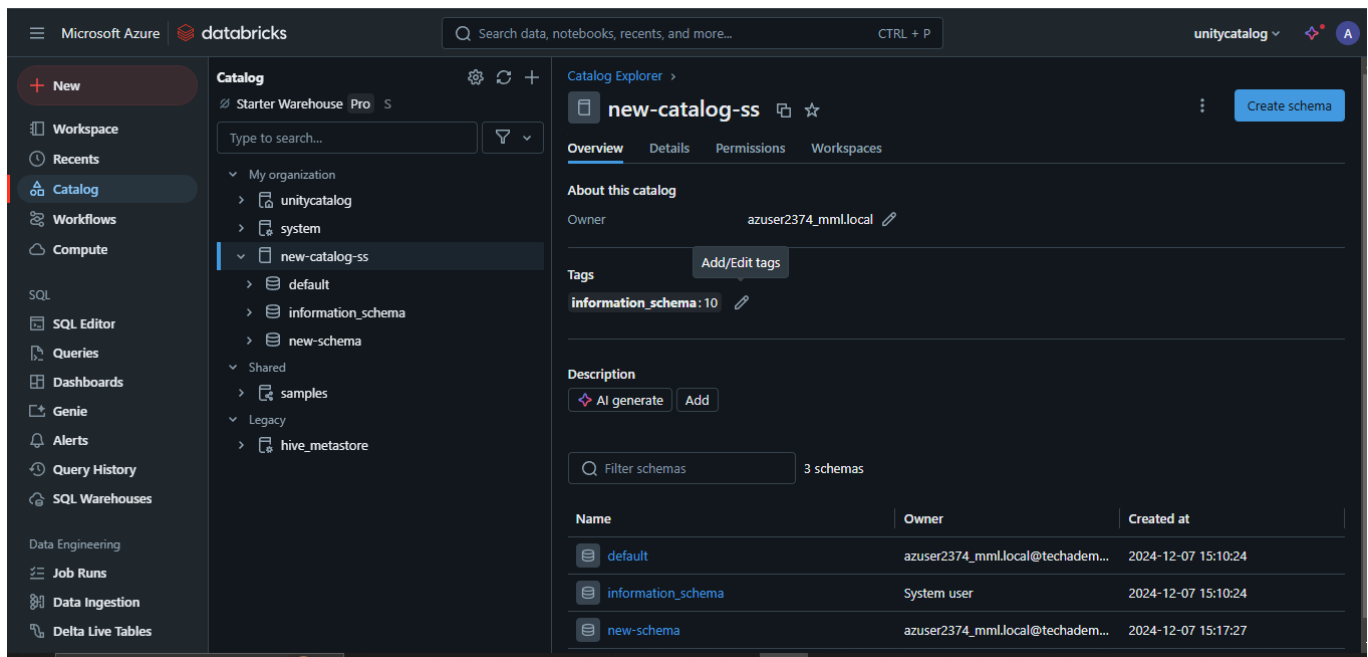 Microsoft Azure databricks
Search data, notebooks, recents, and more... CTRL + P
unitycatalog
A
New
Workspace
Recents
Catalog
Workflows
Compute
SQL
SQL Editor
Queries
Dashboards
Genie
Alerts
Query History
SQL Warehouses
Data Engineering
Job Runs
Data Ingestion
Delta Live Tables
Catalog
Starter Warehouse Pro S
Type to search...
My organization
unitycatalog
system
new-catalog-ss
default
information_schema
new-schema
Shared
samples
Legacy
hive_metastore
Catalog Explorer
new-catalog-ss
Create schema
Overview Details Permissions Workspaces
About this catalog
Owner azuser2374_mml.local
Add/Edit tags
Tags
information_schema: 10
Description
AI generate Add
Filter schemas 3 schemas
Name Owner Created at
default azuser2374_mml.local@techadem... 2024-12-07 15:10:24
information_schema System user 2024-12-07 15:10:24
new-schema azuser2374_mml.local@techadem... 2024-12-07 15:17:27